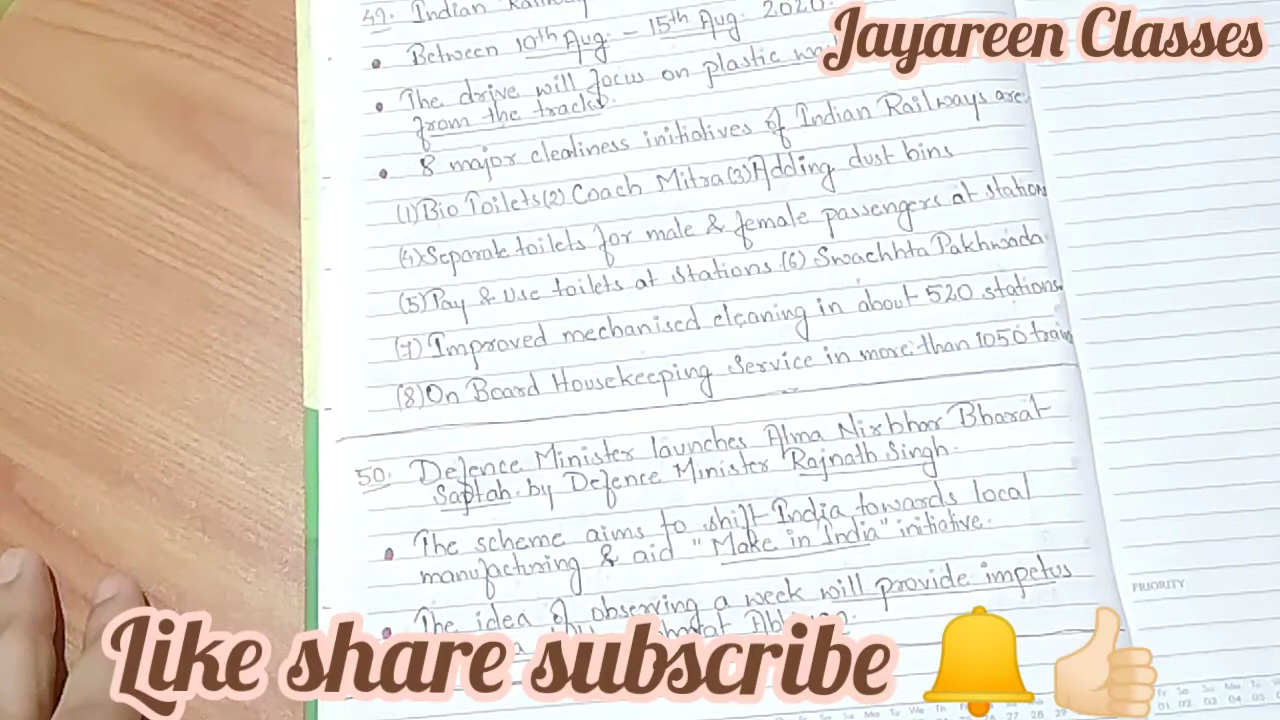 49. Indian Railway
Jayareen Classes
• Between 10th Aug - 15th Aug. 2020.
• The drive will focus on plastic
from the tracks.
• 8 major clealiness initiatives of Indian Railways are:
(1) Bio Toilets (2) Coach Mitra (3) Adding dust bins
(4) Separate toilets for male & female passengers at station
(5) Pay & Use toilets at stations (6) Swachhta Pakhwada
(7) Improved mechanised cleaning in about 520 stations
(8) On Board Housekeeping Service in more than 1050 train
50. Defence Minister launches Atma Nirbhar Bharat
Saptah by Defence Minister Rajnath Singh.
• The scheme aims to shift India towards local
manufacturing & aid "Make in India" initiative.
• The idea of observing a week will provide impetus
PRIORITY
Like share subscribe